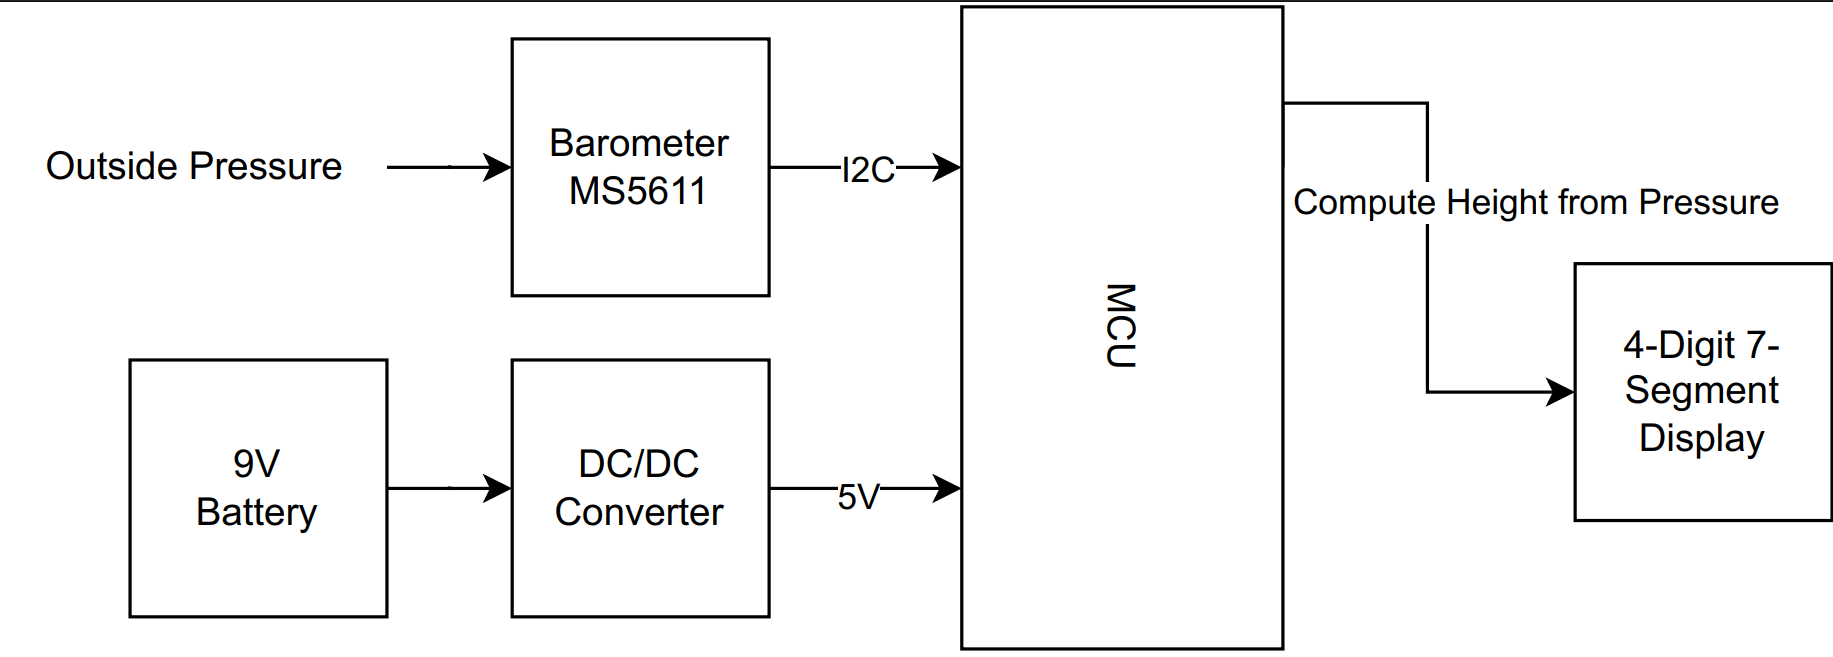 Outside Pressure
Barometer
MS5611
I2C
MCU
Compute Height from Pressure
4-Digit 7-
Segment
Display
9V
Battery
DC/DC
Converter
5V